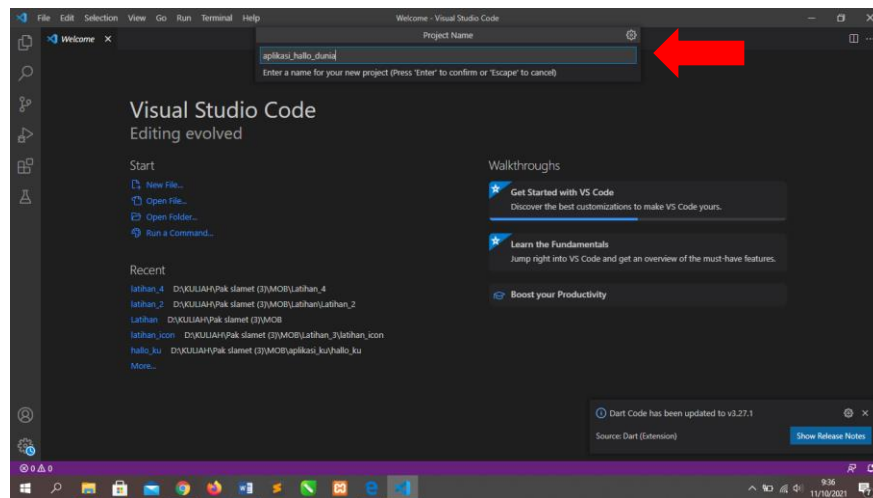 File Edit Selection View Go Run Terminal Help
Welcome - Visual Studio Code
Welcome
Project Name
aplikasi_hallo_dunia
Enter a name for your new project (Press 'Enter' to confirm or 'Escape' to cancel)
Visual Studio Code
Editing evolved
Start
New File...
Open File...
Open Folder...
Run a Command...
Recent
latihan_4 D:\KULIAH\Pak slamet (3)\MOB\Latihan_4
latihan_2 D:\KULIAH\Pak slamet (3)\MOB\Latihan\Latihan_2
Latihan D:\KULIAH\Pak slamet (3)\MOB
latihan_icon D:\KULIAH\Pak slamet (3)\MOB\Latihan_3\latihan_icon
hallo_ku D:\KULIAH\Pak slamet (3)\MOB\aplikasi_ku\hallo_ku
More...
Walkthroughs
Get Started with VS Code
Discover the best customizations to make VS Code yours.
Learn the Fundamentals
Jump right into VS Code and get an overview of the must-have features.
Boost your Productivity
Dart Code has been updated to v3.27.1
Source: Dart (Extension)
Show Release Notes
0 0
9:36
11/10/2021